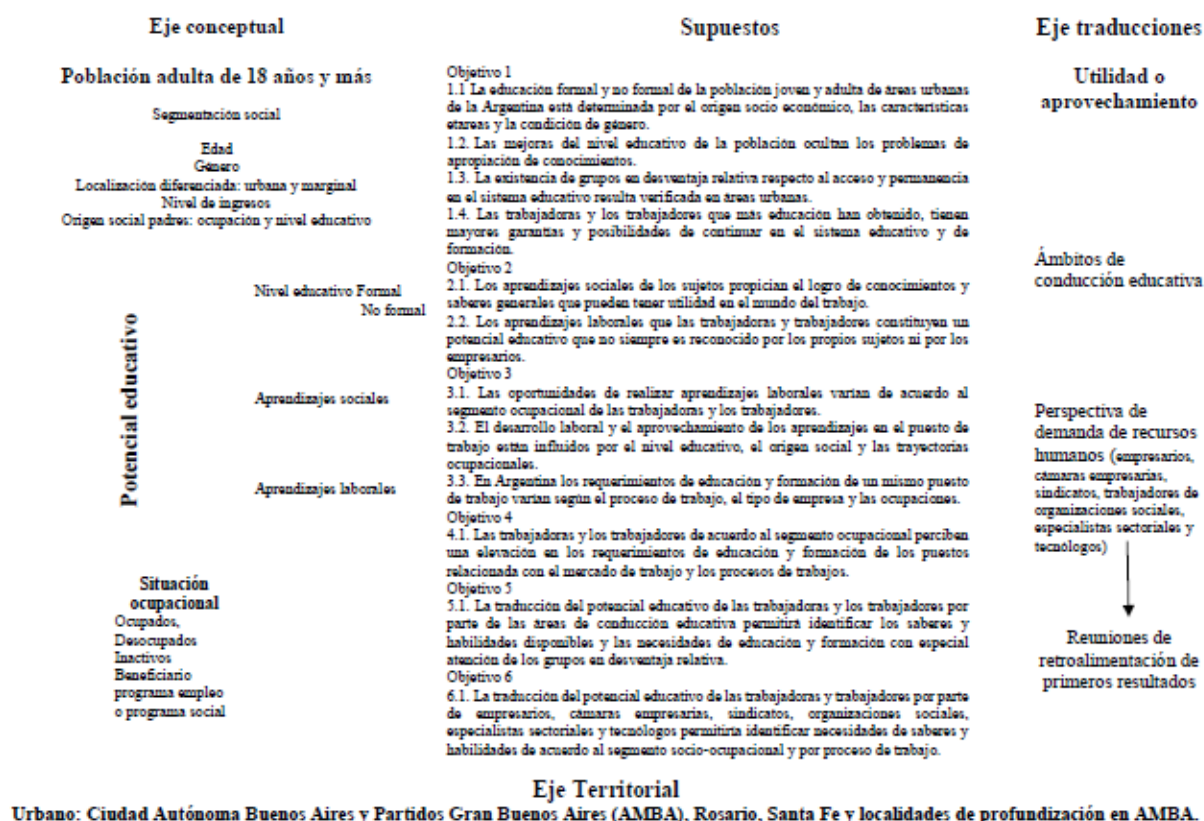 Eje conceptual
Población adulta de 18 años y más
Segmentación social
Edad
Género
Localización diferenciada: urbana y marginal
Nivel de ingresos
Origen social padres: ocupación y nivel educativo
Nivel educativo Formal
No formal
Potencial educativo
Aprendizajes sociales
Aprendizajes laborales
Situación
ocupacional
Ocupados,
Desocupados
Inactivos
Beneficiario
programa empleo
o programa social
Supuestos
Objetivo 1
1.1 La educación formal y no formal de la población joven y adulta de áreas urbanas
de la Argentina está determinada por el origen socio económico, las características
etareas y la condición de género.
1.2. Las mejoras del nivel educativo de la población ocultan los problemas de
apropiación de conocimientos.
1.3. La existencia de grupos en desventaja relativa respecto al acceso y permanencia
en el sistema educativo resulta verificada en áreas urbanas.
1.4. Las trabajadoras y los trabajadores que más educación han obtenido, tienen
mayores garantías y posibilidades de continuar en el sistema educativo y de
formación.
Objetivo 2
2.1. Los aprendizajes sociales de los sujetos propician el logro de conocimientos y
saberes generales que pueden tener utilidad en el mundo del trabajo.
2.2. Los aprendizajes laborales que las trabajadoras y trabajadores constituyen un
potencial educativo que no siempre es reconocido por los propios sujetos ni por los
empresarios.
Objetivo 3
3.1. Las oportunidades de realizar aprendizajes laborales varían de acuerdo al
segmento ocupacional de las trabajadoras y los trabajadores.
3.2. El desarrollo laboral y el aprovechamiento de los aprendizajes en el puesto de
trabajo están influidos por el nivel educativo, el origen social y las trayectorias
ocupacionales.
3.3. En Argentina los requerimientos de educación y formación de un mismo puesto
de trabajo varían según el proceso de trabajo, el tipo de empresa y las ocupaciones.
Objetivo 4
4.1. Las trabajadoras y los trabajadores de acuerdo al segmento ocupacional perciben
una elevación en los requerimientos de educación y formación de los puestos
relacionada con el mercado de trabajo y los procesos de trabajos.
Objetivo 5
5.1. La traducción del potencial educativo de las trabajadoras y los trabajadores por
parte de las áreas de conducción educativa permitirá identificar los saberes y
habilidades disponibles y las necesidades de educación y formación con especial
atención de los grupos en desventaja relativa.
Objetivo 6
6.1. La traducción del potencial educativo de las trabajadoras y trabajadores por parte
de empresarios, cámaras empresarias, sindicatos, organizaciones sociales,
especialistas sectoriales y tecnólogos permitiría identificar necesidades de saberes y
habilidades de acuerdo al segmento socio-ocupacional y por proceso de trabajo.
Eje traducciones
Utilidad o
aprovechamiento
Ámbitos de
conducción educativa
Perspectiva de
demanda de recursos
humanos (empresarios,
cámaras empresarias,
sindicatos, trabajadores de
organizaciones sociales,
especialistas sectoriales y
tecnólogos)
Reuniones de
retroalimentación de
primeros resultados
Eje Territorial
Urbano: Ciudad Autónoma Buenos Aires y Partidos Gran Buenos Aires (AMBA), Rosario, Santa Fe y localidades de profundización en AMBA.